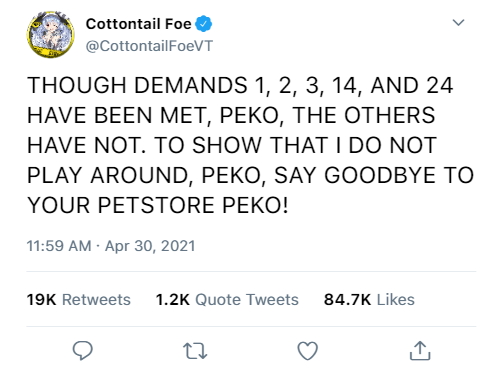 Cottontail Foe
@CottontailFoeVT
THOUGH DEMANDS 1, 2, 3, 14, AND 24
HAVE BEEN MET, PEKO, THE OTHERS
HAVE NOT. TO SHOW THAT I DO NOT
PLAY AROUND, PEKO, SAY GOODBYE TO
YOUR PETSTORE PEKO!
11:59 AM · Apr 30, 2021
19K Retweets 1.2K Quote Tweets 84.7K Likes